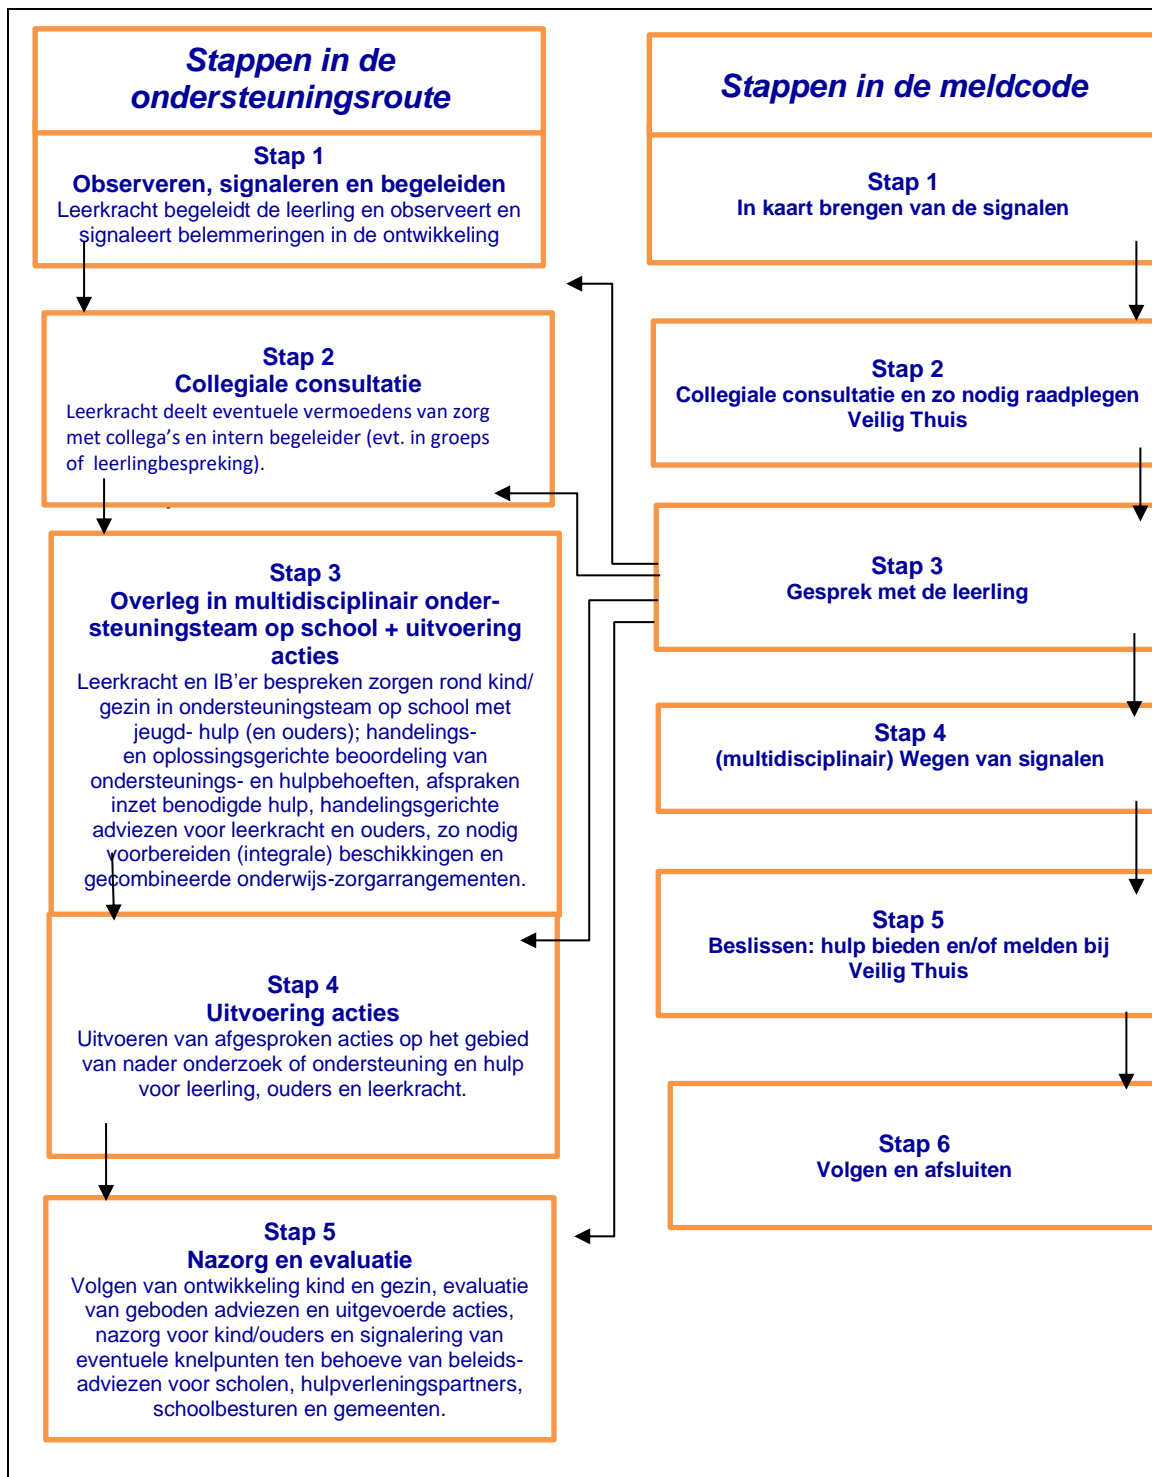 Stappen in de
ondersteuningsroute
Stap 1
Observeren, signaleren en begeleiden
Leerkracht begeleidt de leerling en observeert en
signaleert belemmeringen in de ontwikkeling
Stap 2
Collegiale consultatie
Leerkracht deelt eventuele vermoedens van zorg
met collega's en intern begeleider (evt. in groeps
of leerlingbespreking).
Stap 3
Overleg in multidisciplinair onder-
steuningsteam op school + uitvoering
acties
Leerkracht en IB'er bespreken zorgen rond kind/
gezin in ondersteuningsteam op school met
jeugd- hulp (en ouders); handelings-
en oplossingsgerichte beoordeling van
ondersteunings- en hulpbehoeften, afspraken
inzet benodigde hulp, handelingsgerichte
adviezen voor leerkracht en ouders, zo nodig
voorbereiden (integrale) beschikkingen en
gecombineerde onderwijs-zorgarrangementen.
Stap 4
Uitvoering acties
Uitvoeren van afgesproken acties op het gebied
van nader onderzoek of ondersteuning en hulp
voor leerling, ouders en leerkracht.
Stap 5
Nazorg en evaluatie
Volgen van ontwikkeling kind en gezin, evaluatie
van geboden adviezen en uitgevoerde acties,
nazorg voor kind/ouders en signalering van
eventuele knelpunten ten behoeve van beleids-
adviezen voor scholen, hulpverleningspartners,
schoolbesturen en gemeenten.
Stappen in de meldcode
Stap 1
In kaart brengen van de signalen
Stap 2
Collegiale consultatie en zo nodig raadplegen
Veilig Thuis
Stap 3
Gesprek met de leerling
Stap 4
(multidisciplinair) Wegen van signalen
Stap 5
Beslissen: hulp bieden en/of melden bij
Veilig Thuis
Stap 6
Volgen en afsluiten